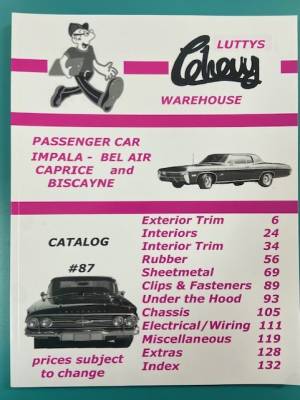 LUTTYS
Chevy
WAREHOUSE
PASSENGER CAR
IMPALA - BEL AIR
CAPRICE and
BISCAYNE
Exterior Trim 6
Interiors 24
Interior Trim 34
Rubber 56
Sheetmetal 69
Clips & Fasteners 89
Under the Hood 93
Chassis 105
Electrical/Wiring 111
Miscellaneous 119
Extras 128
Index 132
CATALOG
#87
prices subject
to change